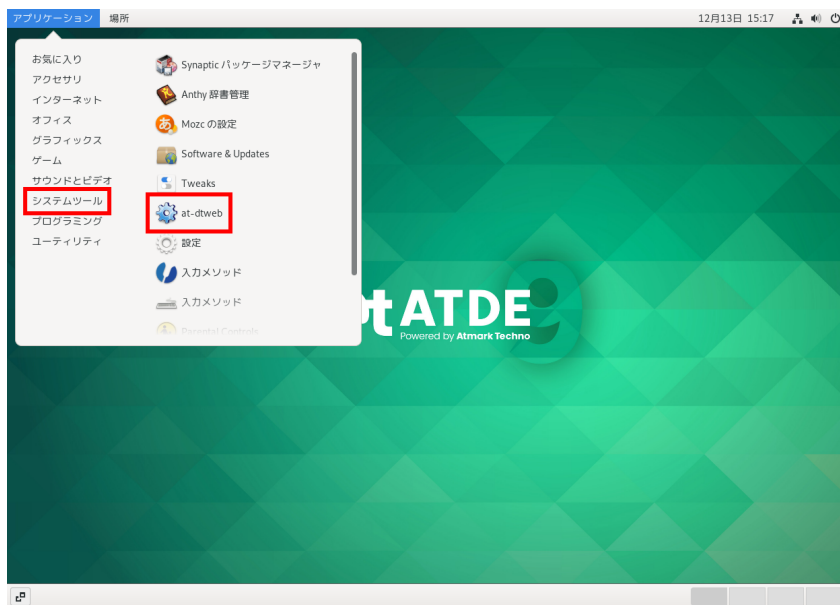 アプリケーション 場所
12月13日 15:17
お気に入り
アクセサリ
インターネット
オフィス
グラフィックス
ゲーム
サウンドとビデオ
システムツール
プログラミング
ユーティリティ
Synaptic パッケージマネージャ
Anthy 辞書管理
Mozc の設定
Software & Updates
Tweaks
at-dtweb
設定
入力メソッド
入力メソッド
Parental Controls
ATDE
9
Powered by Atmark Techno